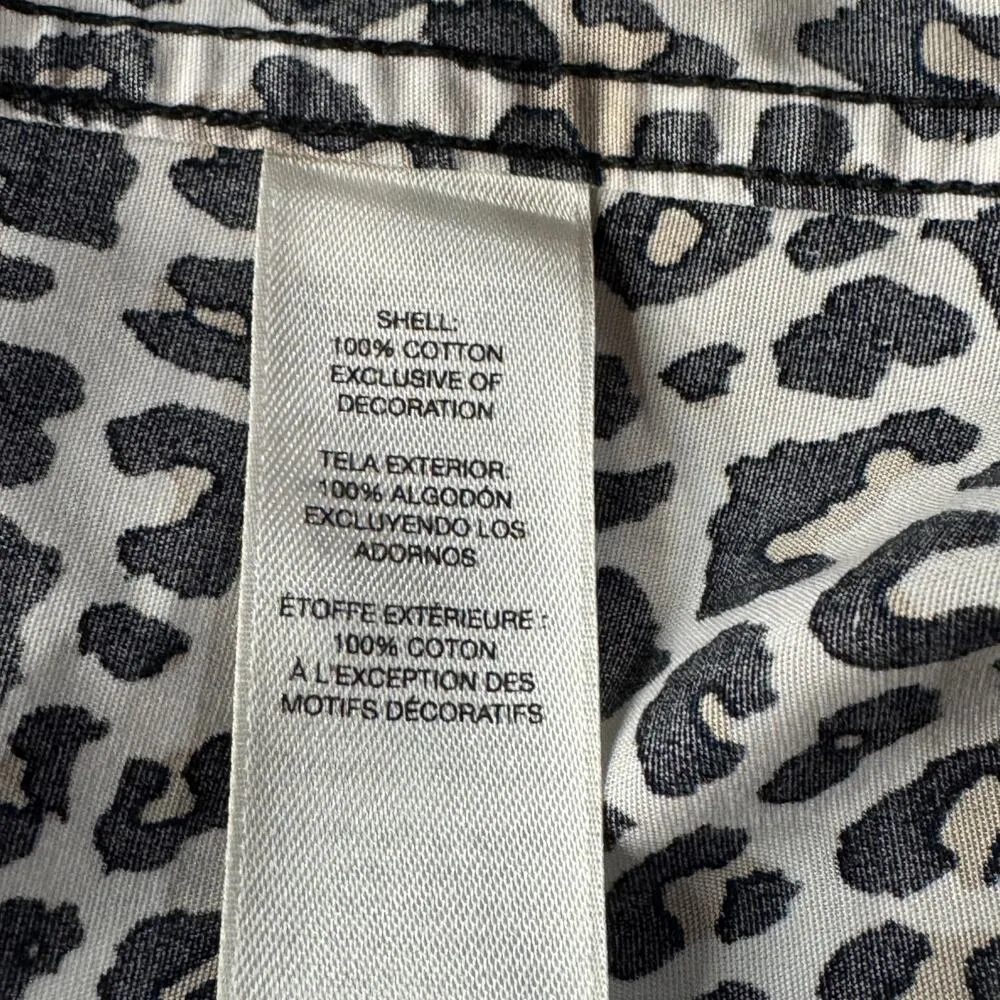 SHELL:
100% COTTON
EXCLUSIVE OF
DECORATION
TELA EXTERIOR:
100% ALGODÓN
EXCLUYENDO LOS
ADORNOS
ÉTOFFE EXTÉRIEURE :
100% COTON
À L'EXCEPTION DES
MOTIFS DÉCORATIFS